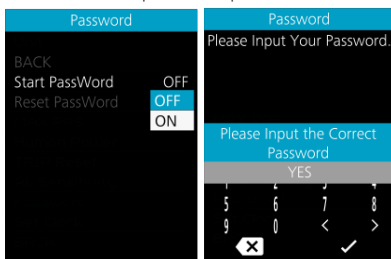 Password
BACK
Start PassWord OFF
Reset PassWord OFF
ON
Password
Please Input Your Password.
Please Input the Correct
Password
YES
5 6 7 8
9 0 < >